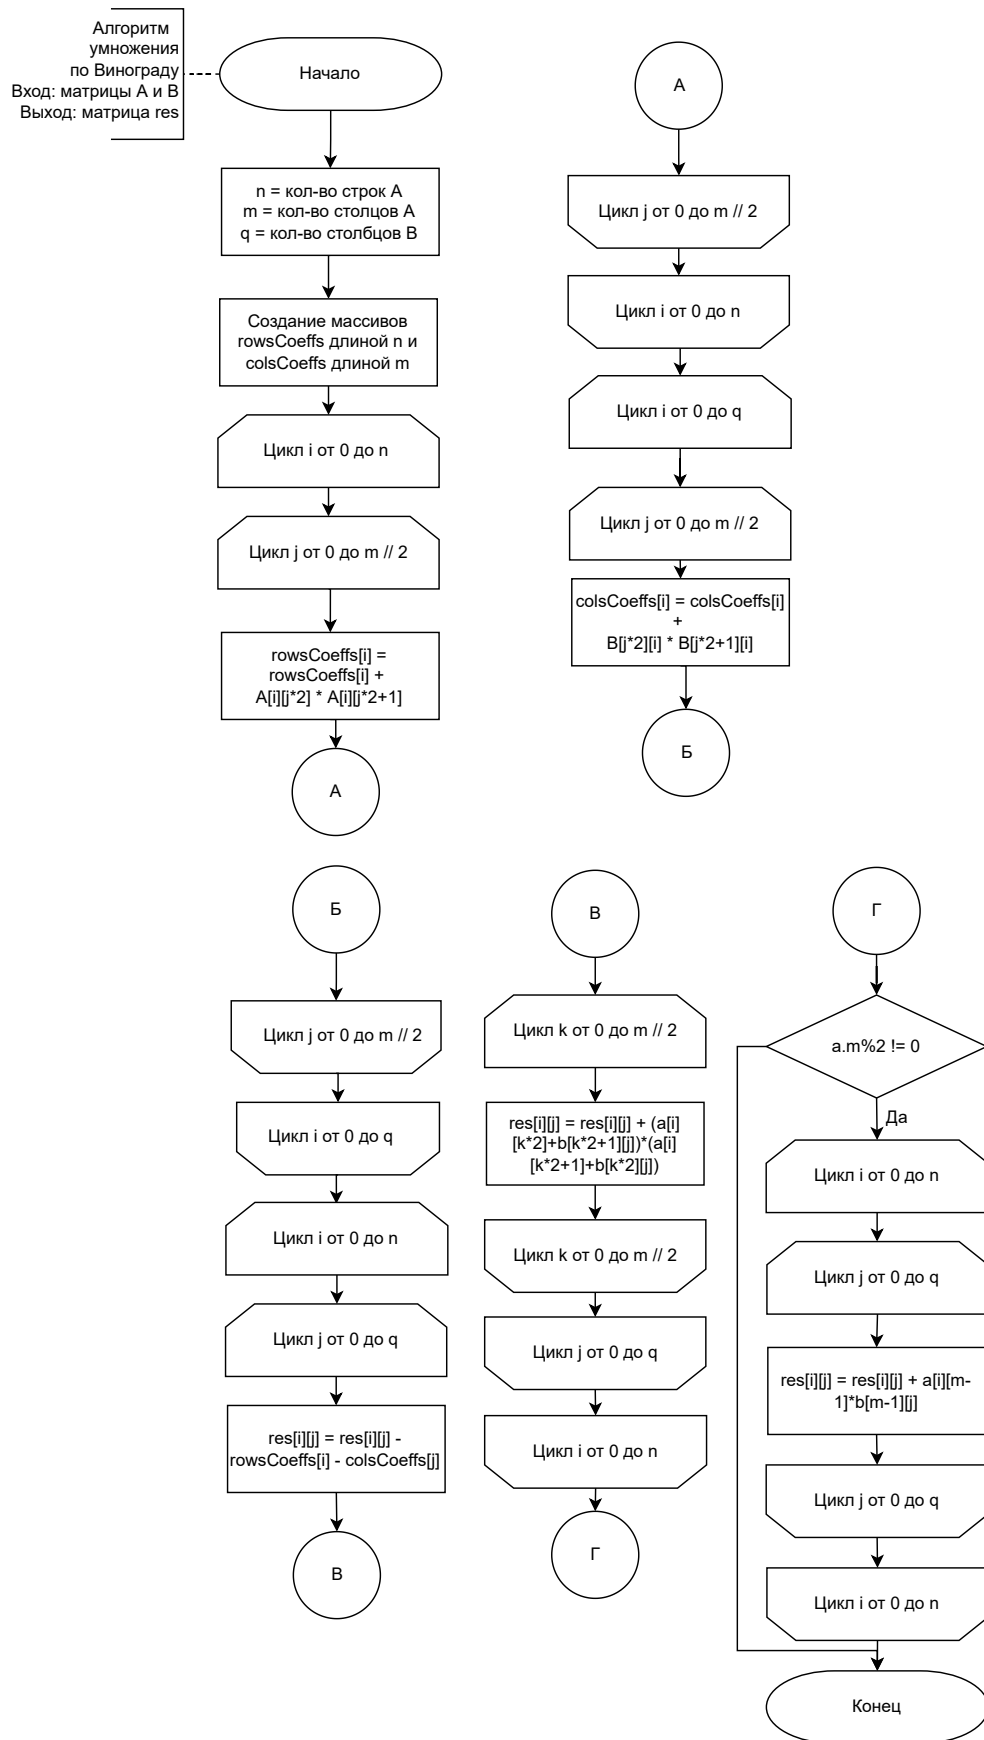 Алгоритм
умножения
по Винограду
Вход: матрицы А и В
Выход: матрица res
Начало
n = кол-во строк А
m = кол-во столцов А
q = кол-во столбцов В
Создание массивов
rowsCoeffs длиной n и
colsCoeffs длиной m
Цикл i от 0 до n
Цикл j от 0 до m // 2
rowsCoeffs[i] =
rowsCoeffs[i] +
A[i][j*2] * A[i][j*2+1]
А
А
Цикл j от 0 до m // 2
Цикл i от 0 до n
Цикл i от 0 до q
Цикл j от 0 до m // 2
colsCoeffs[i] = colsCoeffs[i]
+
B[j*2][i] * B[j*2+1][i]
Б
Б
Цикл j от 0 до m // 2
Цикл i от 0 до q
Цикл i от 0 до n
Цикл j от 0 до q
res[i][j] = res[i][j] -
rowsCoeffs[i] - colsCoeffs[j]
В
В
Цикл k от 0 до m // 2
res[i][j] = res[i][j] + (a[i]
[k*2]+b[k*2+1][j])*(a[i]
[k*2+1]+b[k*2][j])
Цикл k от 0 до m // 2
Цикл j от 0 до q
Цикл i от 0 до n
Г
Г
a.m%2 != 0
Да
Цикл i от 0 до n
Цикл j от 0 до q
res[i][j] = res[i][j] + a[i][m-
1]*b[m-1][j]
Цикл j от 0 до q
Цикл i от 0 до n
Конец